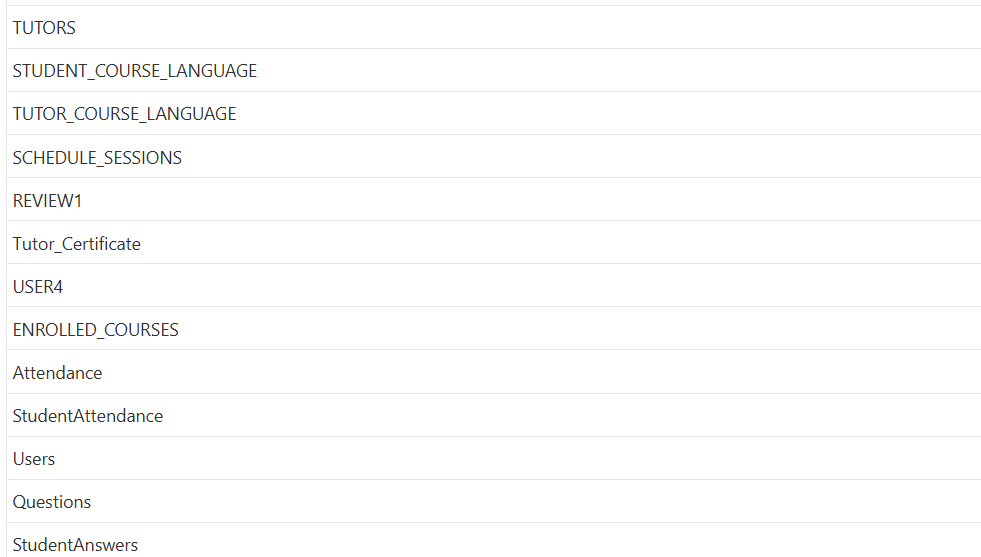 TUTORS
STUDENT_COURSE_LANGUAGE
TUTOR_COURSE_LANGUAGE
SCHEDULE_SESSIONS
REVIEW1
Tutor_Certificate
USER4
ENROLLED_COURSES
Attendance
StudentAttendance
Users
Questions
StudentAnswers